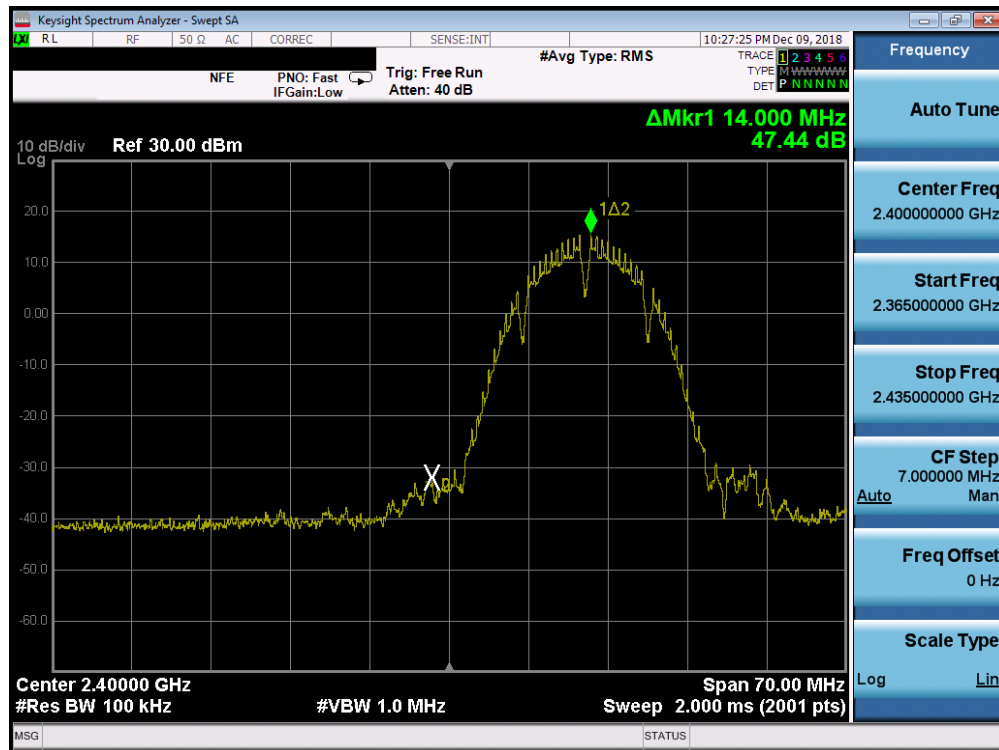 Keysight Spectrum Analyzer - Swept SA
LXI RL RF 50 Ω AC CORREC SENSE:INT 10:27:25 PM Dec 09, 2018
#Avg Type: RMS
TRACE 1 2 3 4 5 6
NFE PNO: Fast Trig: Free Run TYPE M WWWWW
IFGain:Low Atten: 40 dB DET P N N N N N
ΔMkr1 14.000 MHz
47.44 dB
10 dB/div Ref 30.00 dBm
Log
1Δ2
20.0
10.0
0.00
-10.0
-20.0
-30.0
X
-40.0
-50.0
-60.0
Center 2.40000 GHz Span 70.00 MHz
#Res BW 100 kHz #VBW 1.0 MHz Sweep 2.000 ms (2001 pts)
MSG STATUS
Frequency
Auto Tune
Center Freq
2.400000000 GHz
Start Freq
2.365000000 GHz
Stop Freq
2.435000000 GHz
CF Step
7.000000 MHz
Auto Man
Freq Offset
0 Hz
Scale Type
Log Lin